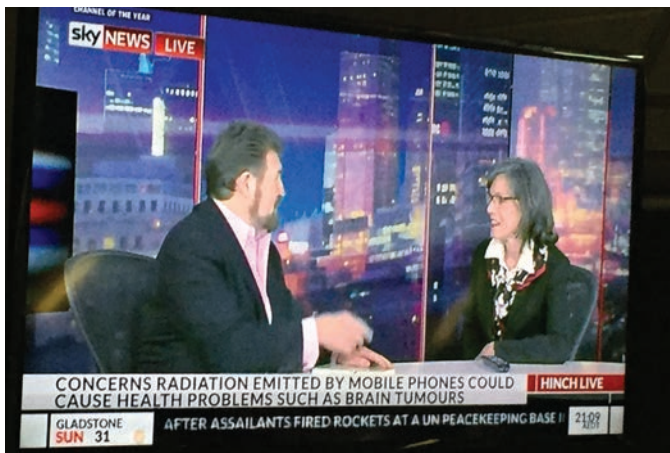 CHANNEL OF THE YEAR
sky NEWS LIVE
CONCERNS RADIATION EMITTED BY MOBILE PHONES COULD
CAUSE HEALTH PROBLEMS SUCH AS BRAIN TUMOURS
HINCH LIVE
GLADSTONE
SUN 31
AFTER ASSAILANTS FIRED ROCKETS AT A UN PEACEKEEPING BASE
21:09
AEDT